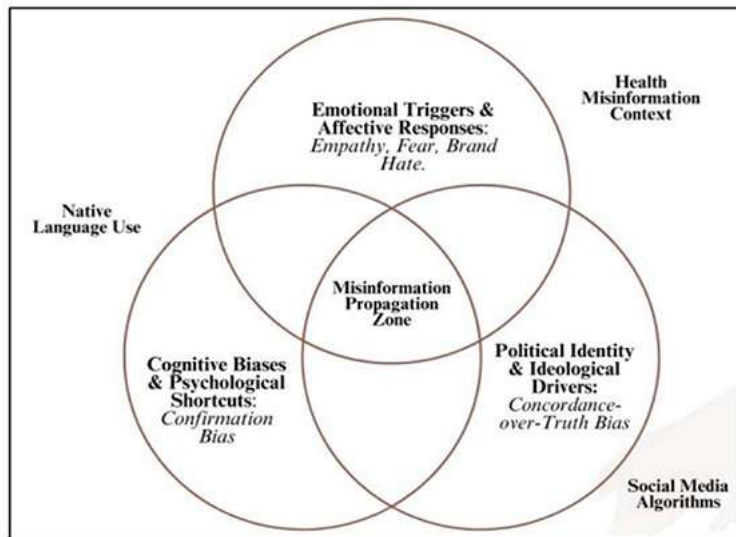 Emotional Triggers &
Affective Responses:
Empathy, Fear, Brand
Hate.
Health
Misinformation
Context
Native
Language Use
Misinformation
Propagation
Zone
Cognitive Biases
& Psychological
Shortcuts:
Confirmation
Bias
Political Identity
& Ideological
Drivers:
Concordance-
over-Truth Bias
Social Media
Algorithms